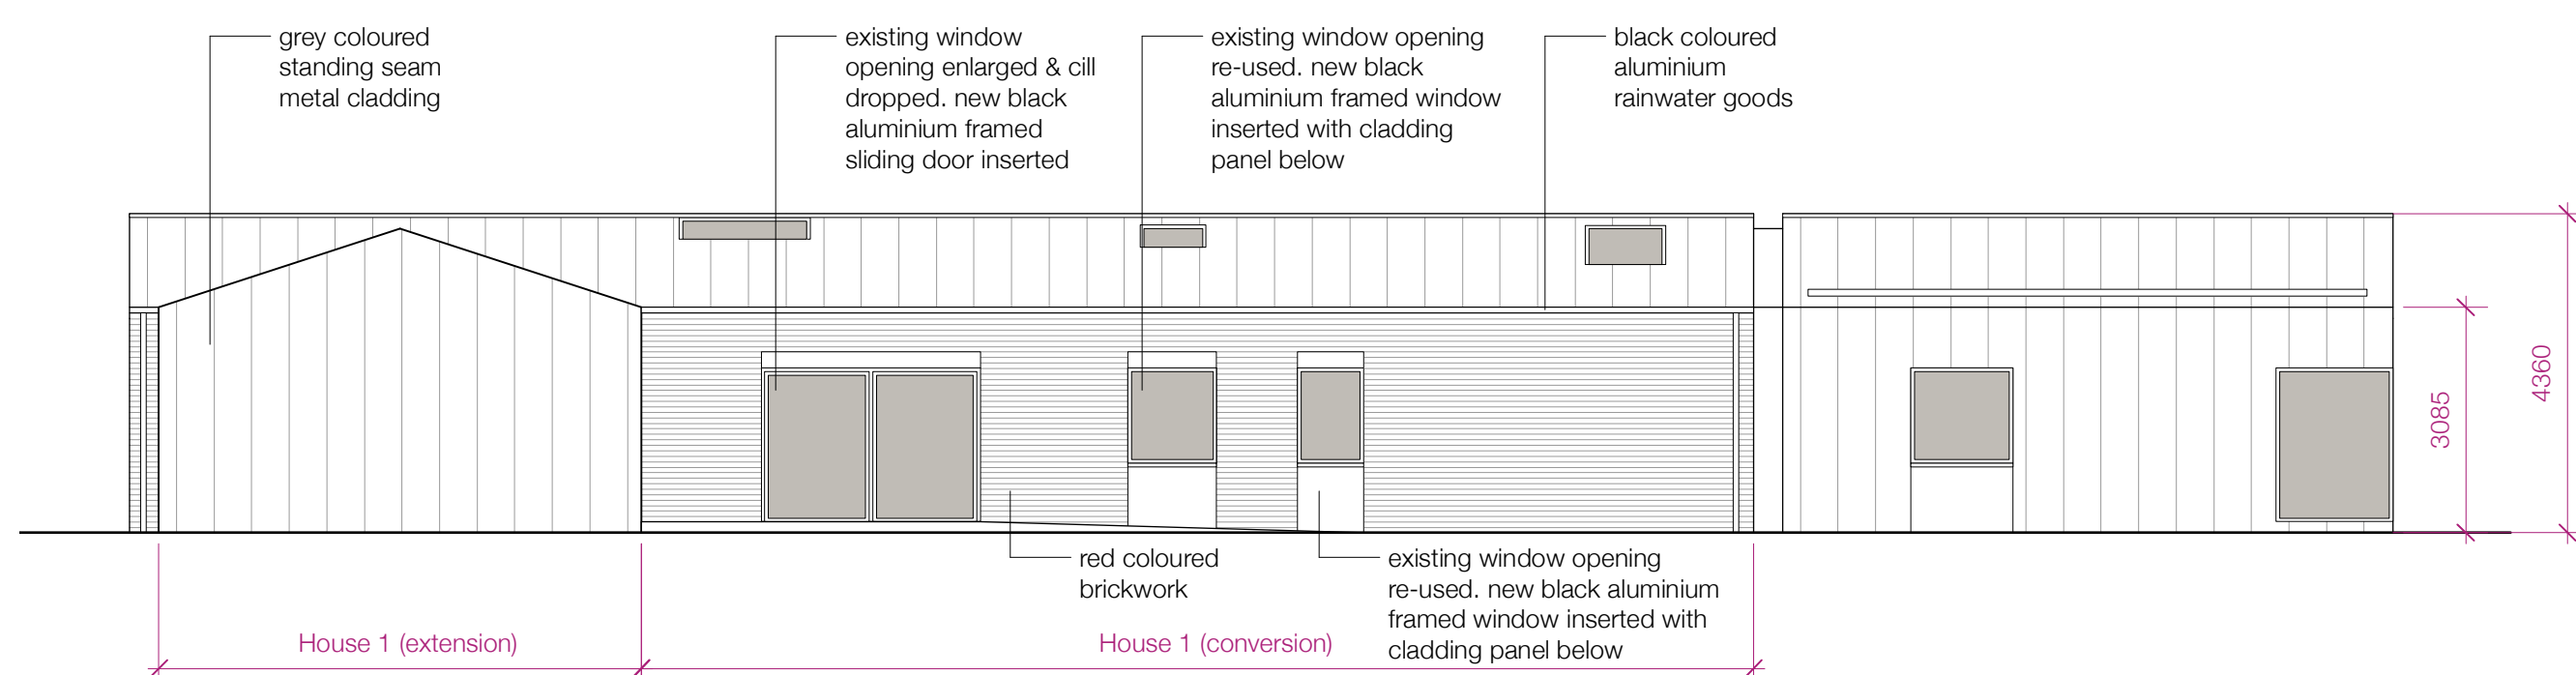 grey coloured
standing seam
metal cladding
existing window
opening enlarged & cill
dropped. new black
aluminium framed
sliding door inserted
existing window opening
re-used. new black
aluminium framed window
inserted with cladding
panel below
black coloured
aluminium
rainwater goods
3085
4360
red coloured
brickwork
existing window opening
re-used. new black aluminium
framed window inserted with
cladding panel below
House 1 (extension)
House 1 (conversion)